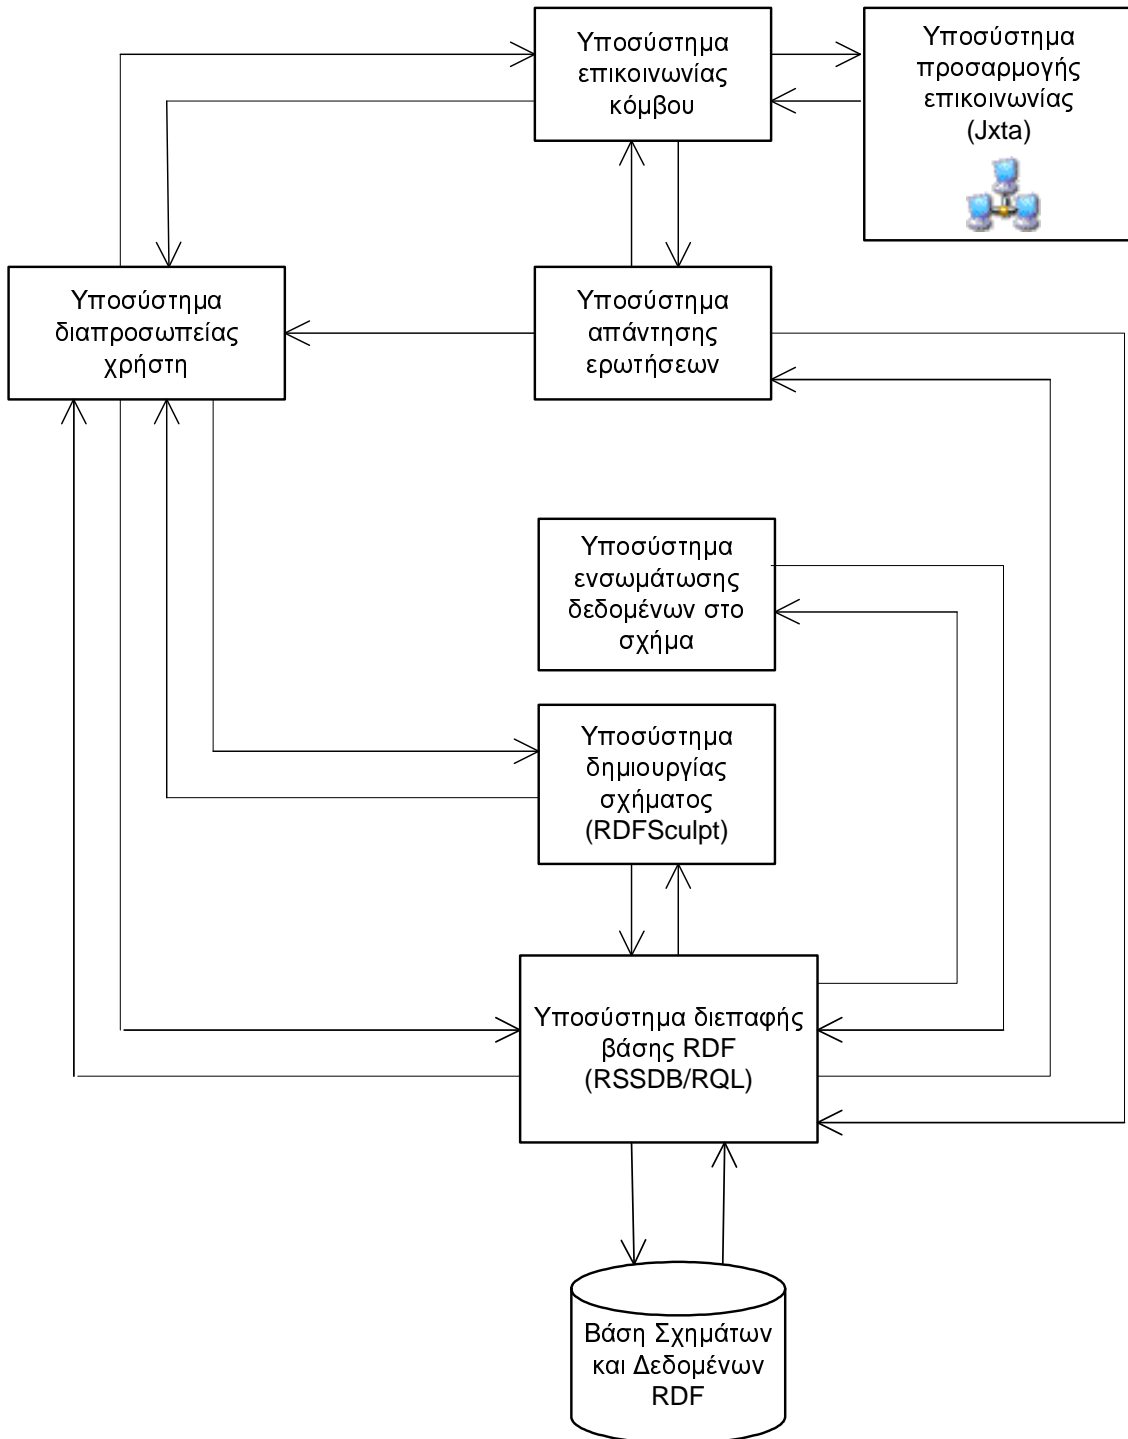 Υποσύστημα
επικοινωνίας
κόμβου
Υποσύστημα
προσαρμογής
επικοινωνίας
(Jxta)
Υποσύστημα
διαπροσωπείας
χρήστη
Υποσύστημα
απάντησης
ερωτήσεων
Υποσύστημα
ενσωμάτωσης
δεδομένων στο
σχήμα
Υποσύστημα
δημιουργίας
σχήματος
(RDFSculpt)
Υποσύστημα διεπαφής
βάσης RDF
(RSSDB/RQL)
Βάση Σχημάτων
και Δεδομένων
RDF